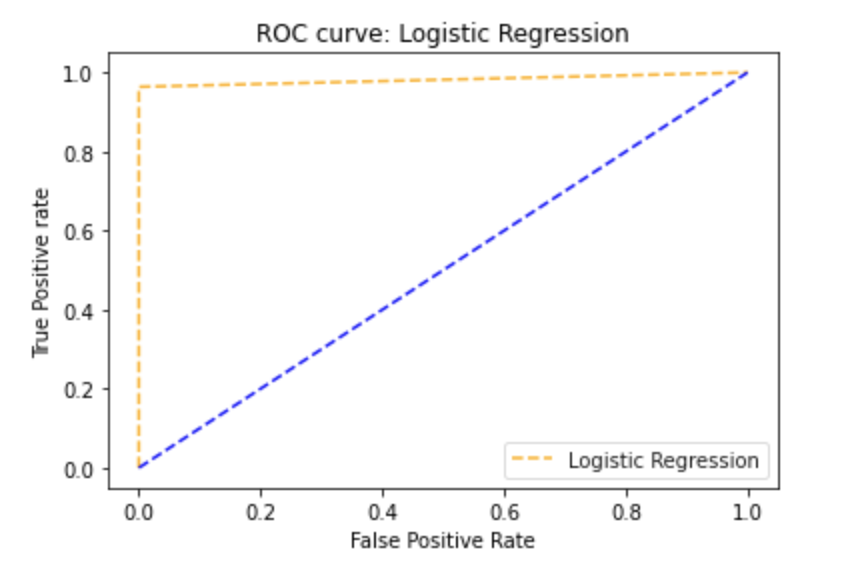 ROC curve: Logistic Regression
True Positive rate
1.0
0.8
0.6
0.4
0.2
0.0
Logistic Regression
0.0 0.2 0.4 0.6 0.8 1.0
False Positive Rate